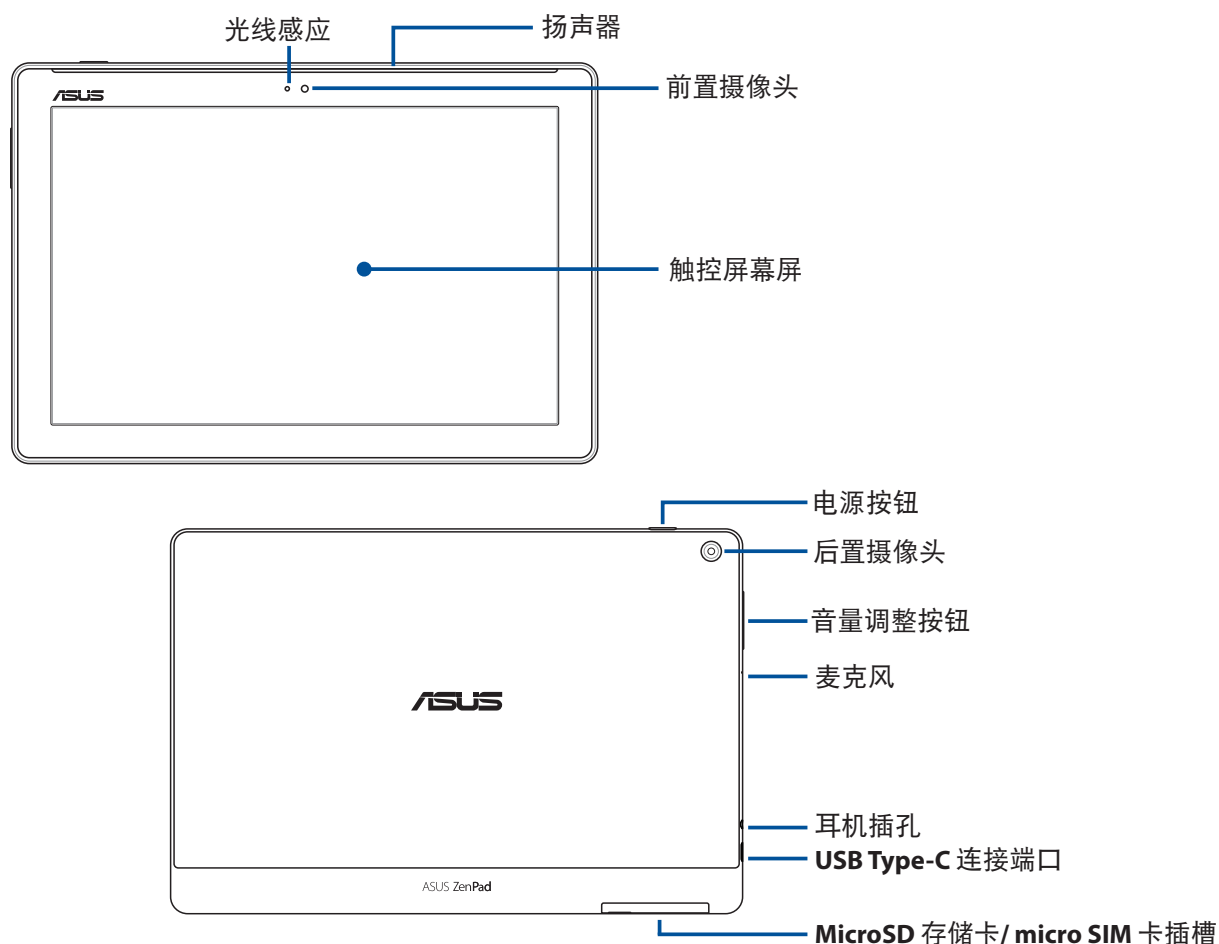 光线感应
扬声器
ASUS
前置摄像头
触控屏幕屏
电源按钮
后置摄像头
音量调整按钮
麦克风
ASUS
耳机插孔
USB Type-C 连接端口
ASUS ZenPad
MicroSD 存储卡/ micro SIM 卡插槽